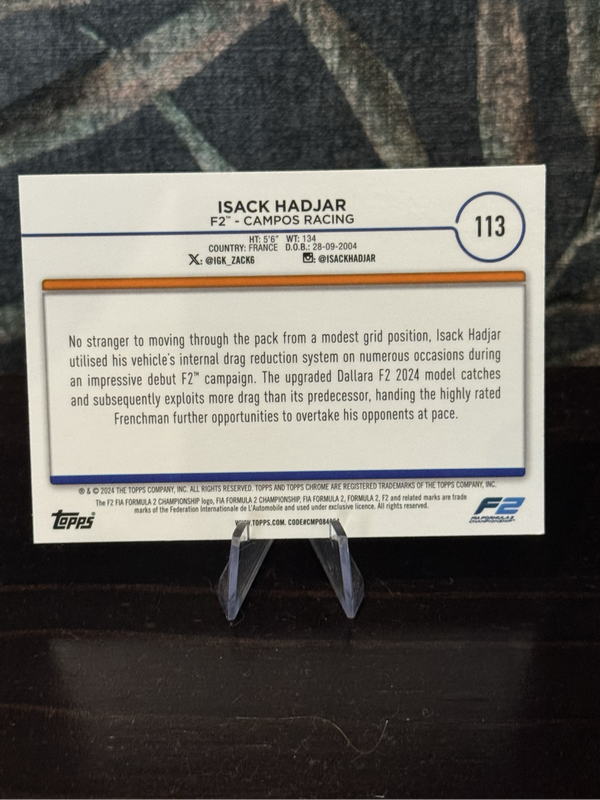 ISACK HADJAR
F2™ - CAMPOS RACING
113
HT: 5'6" WT: 134
COUNTRY: FRANCE D.O.B.: 28-09-2004
X: @IGK_ZACK6 : @ISACKHADJAR
No stranger to moving through the pack from a modest grid position, Isack Hadjar
utilised his vehicle's internal drag reduction system on numerous occasions during
an impressive debut F2™ campaign. The upgraded Dallara F2 2024 model catches
and subsequently exploits more drag than its predecessor, handing the highly rated
Frenchman further opportunities to overtake his opponents at pace.
® & © 2024 THE TOPPS COMPANY, INC. ALL RIGHTS RESERVED. TOPPS AND TOPPS CHROME ARE REGISTERED TRADEMARKS OF THE TOPPS COMPANY, INC.
The F2 FIA FORMULA 2 CHAMPIONSHIP logo, FIA FORMULA 2 CHAMPIONSHIP, FIA FORMULA 2, FORMULA 2, F2 and related marks are trade
marks of the Federation Internationale de L'Automobile and used under exclusive licence. All rights reserved.
Topps
WWW.TOPPS.COM.
F2
FIA FORMULA 2
CHAMPIONSHIP